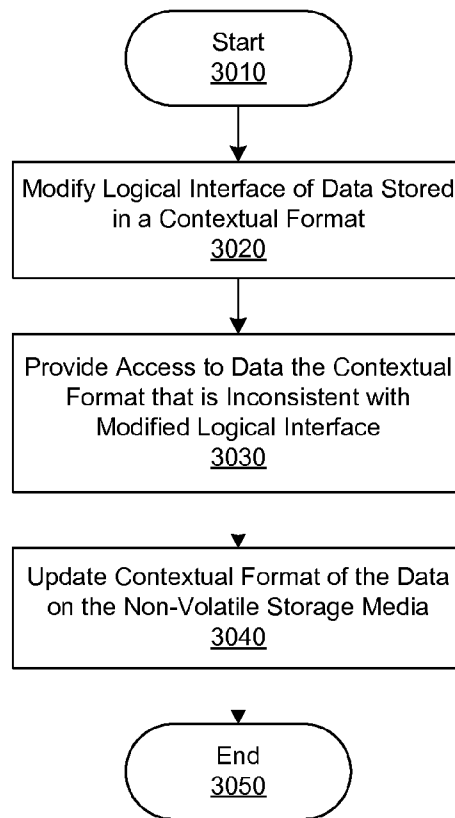 Start
3010
Modify Logical Interface of Data Stored
in a Contextual Format
3020
Provide Access to Data the Contextual
Format that is Inconsistent with
Modified Logical Interface
3030
Update Contextual Format of the Data
on the Non-Volatile Storage Media
3040
End
3050